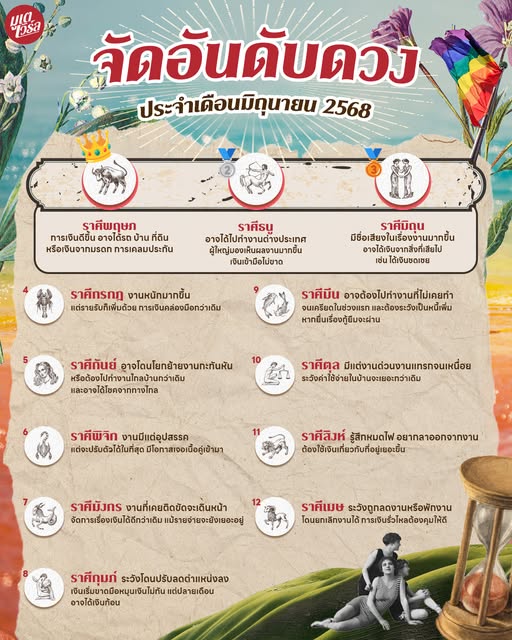 มูเต
ไวรัล
จัดอันดับดวง
ประจำเดือนมิถุนายน 2568
2
3
ราศีพฤษภ
การเงินดีขึ้น อาจได้รถ บ้าน ที่ดิน
หรือเงินจากมรดก การเคลมประกัน
ราศีธนู
อาจได้ไปทำงานต่างประเทศ
ผู้ใหญ่มองเห็นผลงานมากขึ้น
เงินเข้ามือไม่ขาด
ราศีมิถุน
มีชื่อเสียงในเรื่องงานมากขึ้น
อาจได้เงินจากสิ่งที่เสียไป
เช่น ได้เงินชดเชย
4
ราศีกรกฎ งานหนักมากขึ้น
แต่รายรับก็เพิ่มด้วย การเงินคล่องมือกว่าเดิม
5
ราศีกันย์ อาจโดนโยกย้ายงานกะทันหัน
หรือต้องไปทำงานไกลบ้านกว่าเดิม
และอาจได้โชคจากทางไกล
6
ราศีพิจิก งานมีแต่อุปสรรค
แต่จะปรับตัวได้ในที่สุด มีโอกาสเจอเนื้อคู่เข้ามา
7
ราศีมังกร งานที่เคยติดขัดจะเดินหน้า
จัดการเรื่องเงินได้ดีกว่าเดิม แม้รายจ่ายจะยังเยอะอยู่
8
ราศีกุมภ์ ระวังโดนปรับลดตำแหน่งลง
เงินเริ่มขาดมือหมุนเงินไม่ทัน แต่ปลายเดือน
อาจได้เงินก้อน
9
ราศีมีน อาจต้องไปทำงานที่ไม่เคยทำ
จนเครียดในช่วงแรก และต้องระวังเป็นหนี้เพิ่ม
หากยื่นเรื่องกู้ยืมจะผ่าน
10
ราศีตุล มีแต่งานด่วนงานแทรกจนเหนื่อย
ระวังค่าใช้จ่ายในบ้านจะเยอะกว่าเดิม
11
ราศีสิงห์ รู้สึกหมดไฟ อยากลาออกจากงาน
ต้องใช้เงินเกี่ยวกับที่อยู่เยอะขึ้น
12
ราศีเมษ ระวังถูกลดงานหรือพักงาน
โดนยกเลิกงานได้ การเงินรั่วไหลต้องคุมให้ดี